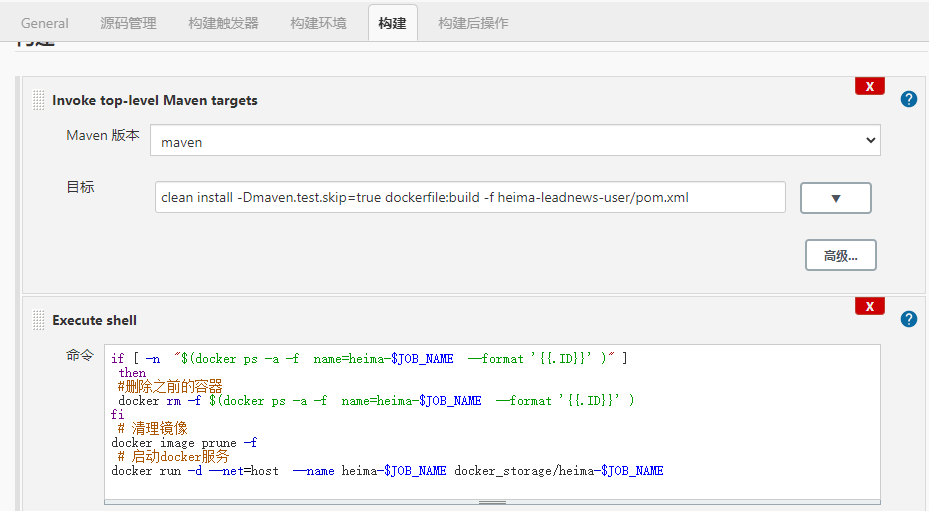 General 源码管理 构建触发器 构建环境 构建 构建后操作
构建
Invoke top-level Maven targets
X
?
Maven 版本
maven
目标
clean install -Dmaven.test.skip=true dockerfile:build -f heima-leadnews-user/pom.xml
▼
高级...
Execute shell
X
?
命令
if [ -n  "$(docker ps -a -f  name=heima-$JOB_NAME  --format '{{.ID}}' )" ]
then
#删除之前的容器
docker rm -f $(docker ps -a -f  name=heima-$JOB_NAME  --format '{{.ID}}' )
fi
# 清理镜像
docker image prune -f
# 启动docker服务
docker run -d --net=host  --name heima-$JOB_NAME docker_storage/heima-$JOB_NAME